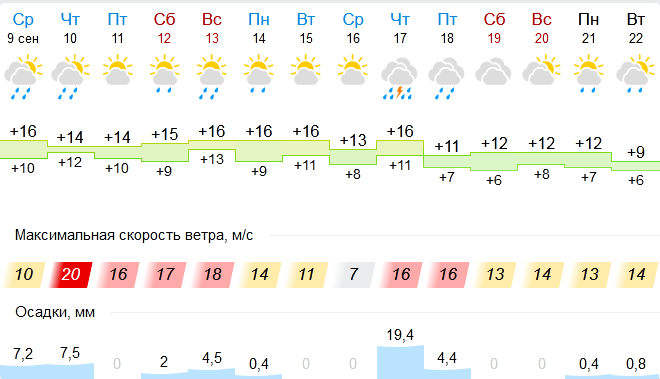 Ср Чт Пт Сб Вс Пн Вт Ср Чт Пт Сб Вс Пн Вт
9 сен 10 11 12 13 14 15 16 17 18 19 20 21 22
+16 +14 +14 +15 +16 +16 +16 +13 +16 +11 +12 +12 +12 +9
+10 +12 +10 +9 +13 +9 +11 +8 +11 +7 +6 +8 +7 +6
Максимальная скорость ветра, м/с
10 20 16 17 18 14 11 7 16 16 13 14 13 14
Осадки, мм
7,2 7,5 0 2 4,5 0,4 0 0 19,4 4,4 0 0 0,4 0,8